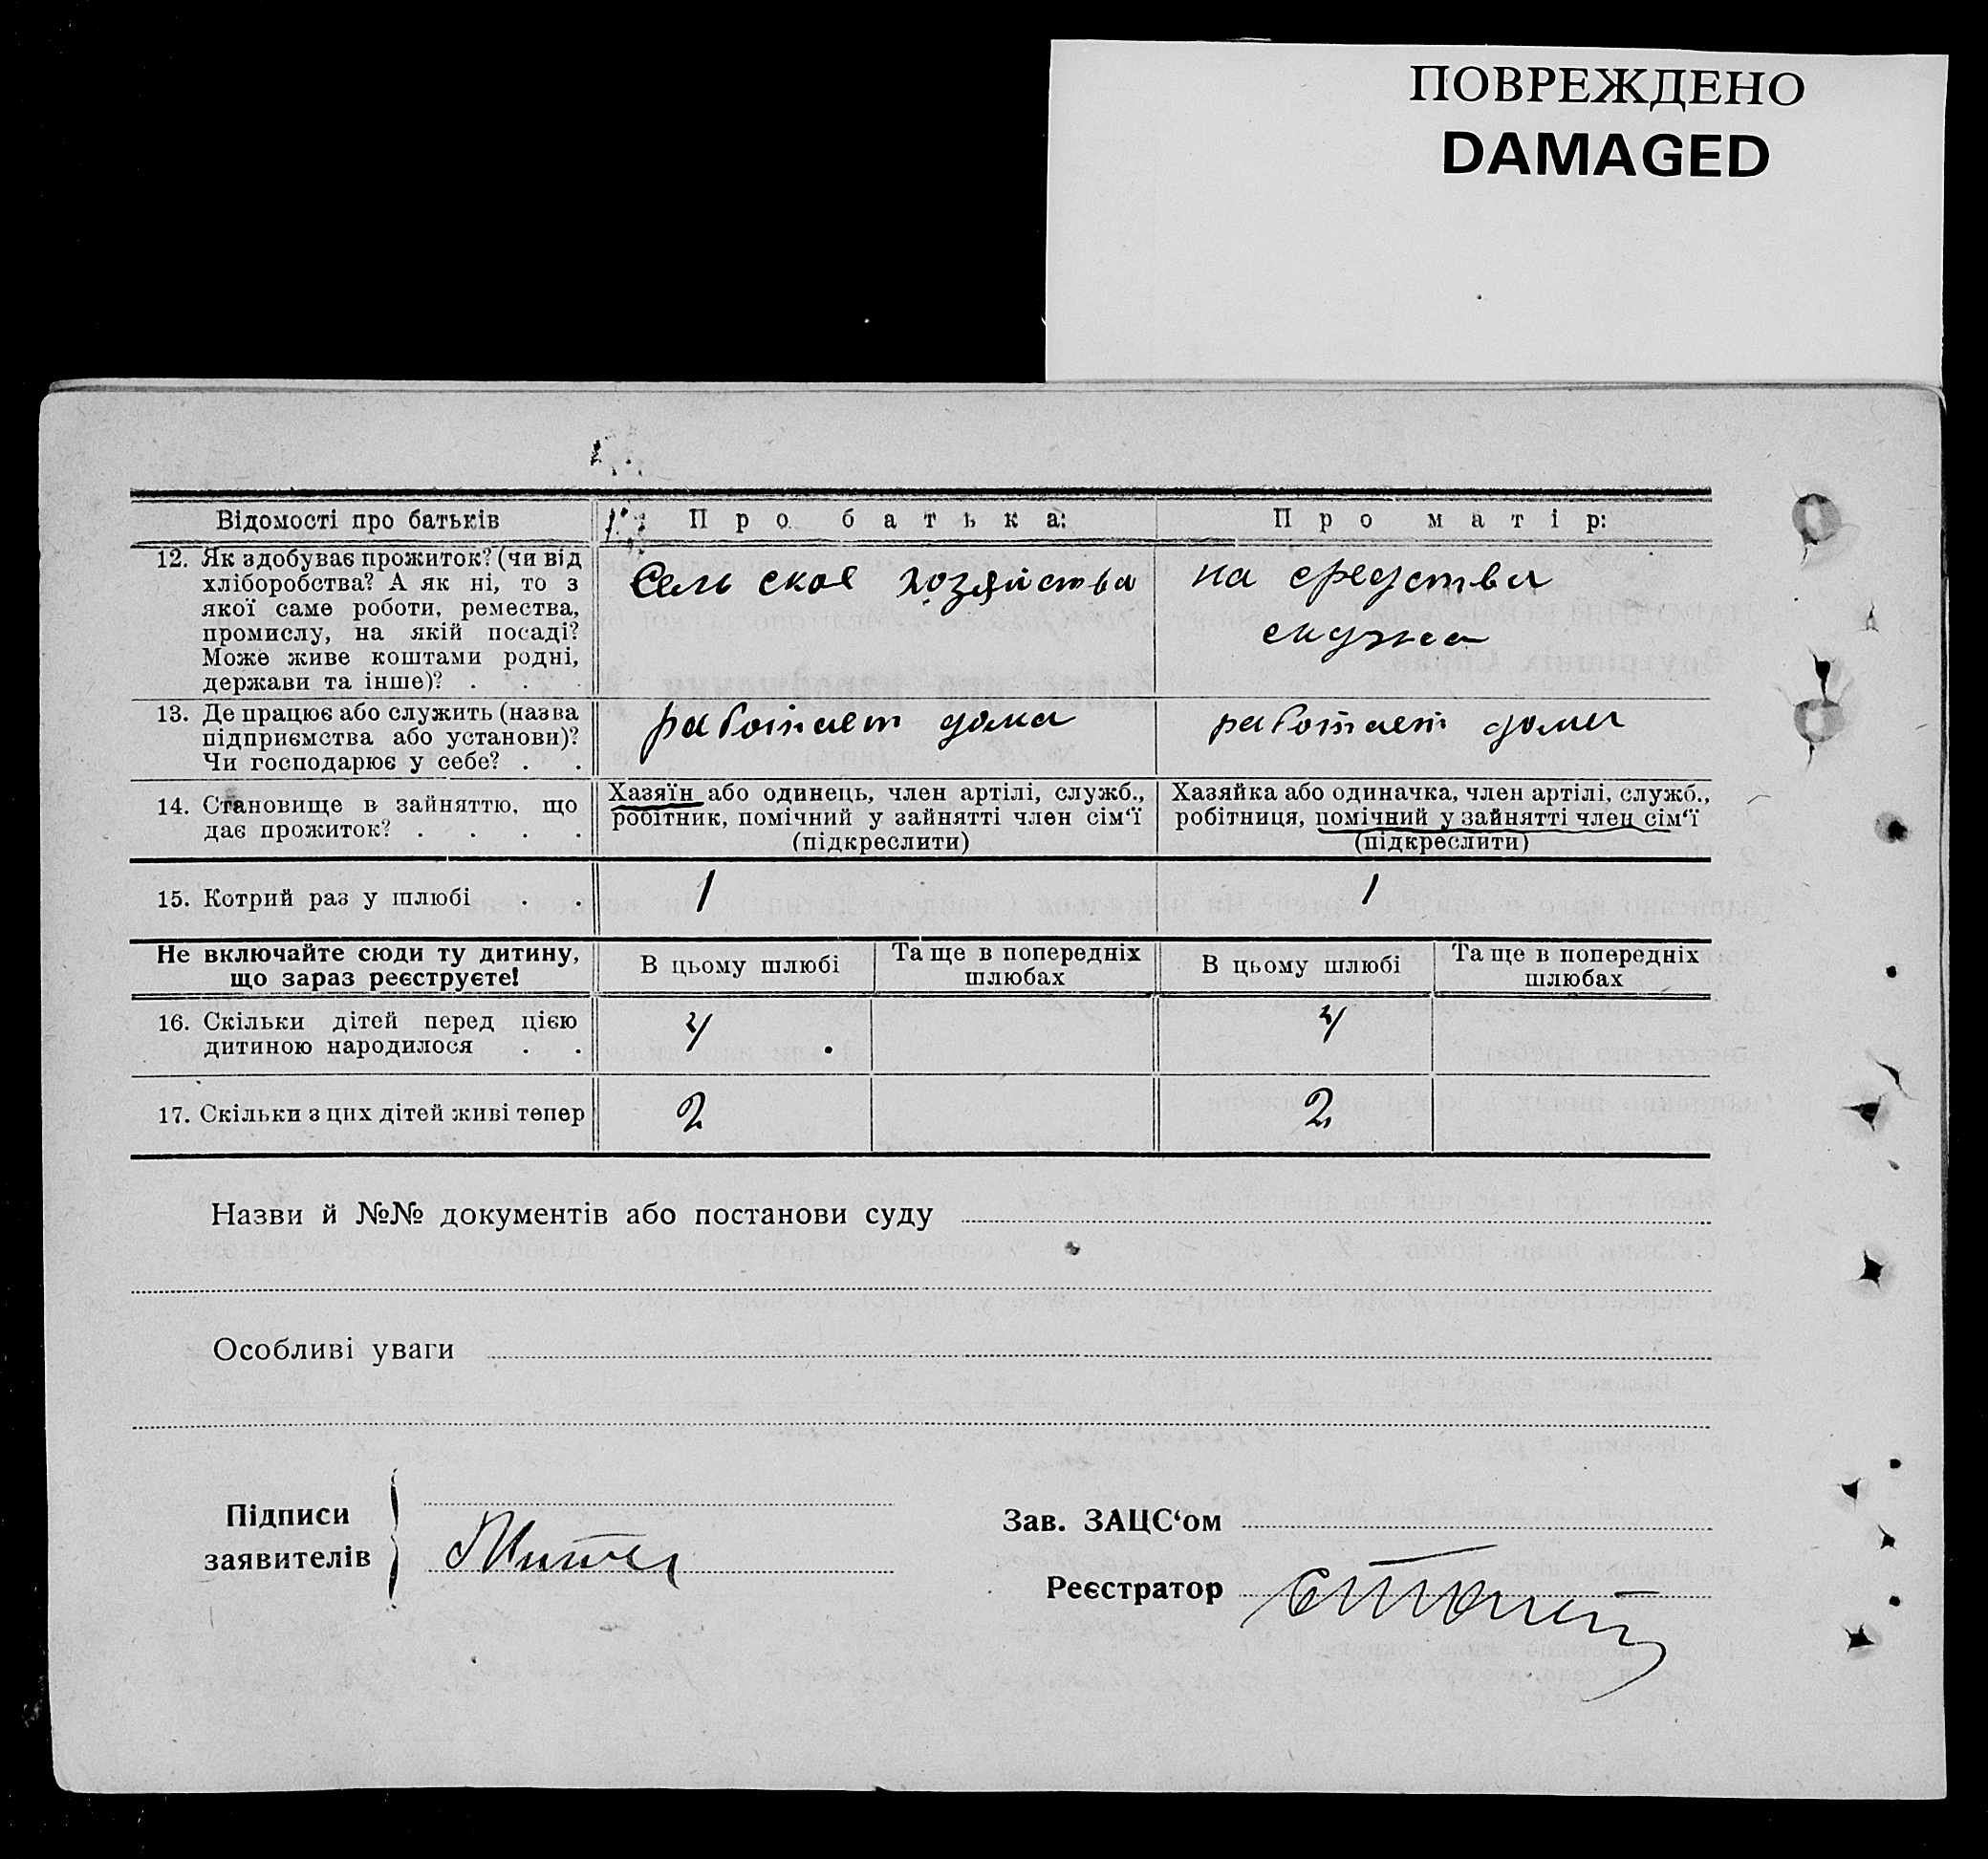 ПОВРЕЖДЕНО
DAMAGED
Відомості про батьків
Про батька:
Про матір:
12. Як здобуває прожиток? (чи від
хліборобства? А як ні, то з
якої саме роботи, ремества,
промислу, на якій посаді?
Може живе коштами родні,
держави та інше)? . . .
Сельское хозяйства
на средства
13. Де працює або служить (назва
підприємства або установи)?
Чи господарює у себе? . .
работает дома
работает дома
14. Становище в зайняттю, що
дає прожиток? . . . .
Хазяїн або одинець, член артілі, служб.,
робітник, помічний у зайнятті член сім‘ї
(підкреслити)
Хазяйка або одиначка, член артілі, служб.,
робітниця, помічний у зайнятті член сім‘ї
(підкреслити)
15. Котрий раз у шлюбі . .
1
1
Не включайте сюди ту дитину,
що зараз реєструєте!
В цьому шлюбі
Та ще в попередніх
шлюбах
В цьому шлюбі
Та ще в попередніх
шлюбах
16. Скільки дітей перед цією
дитиною народилося . .
4
4
17. Скільки з цих дітей живі тепер
2
2
Назви й №№ документів або постанови суду
Особливі уваги
Підписи
заявителів
Зав. ЗАЦС‘ом
Реєстратор